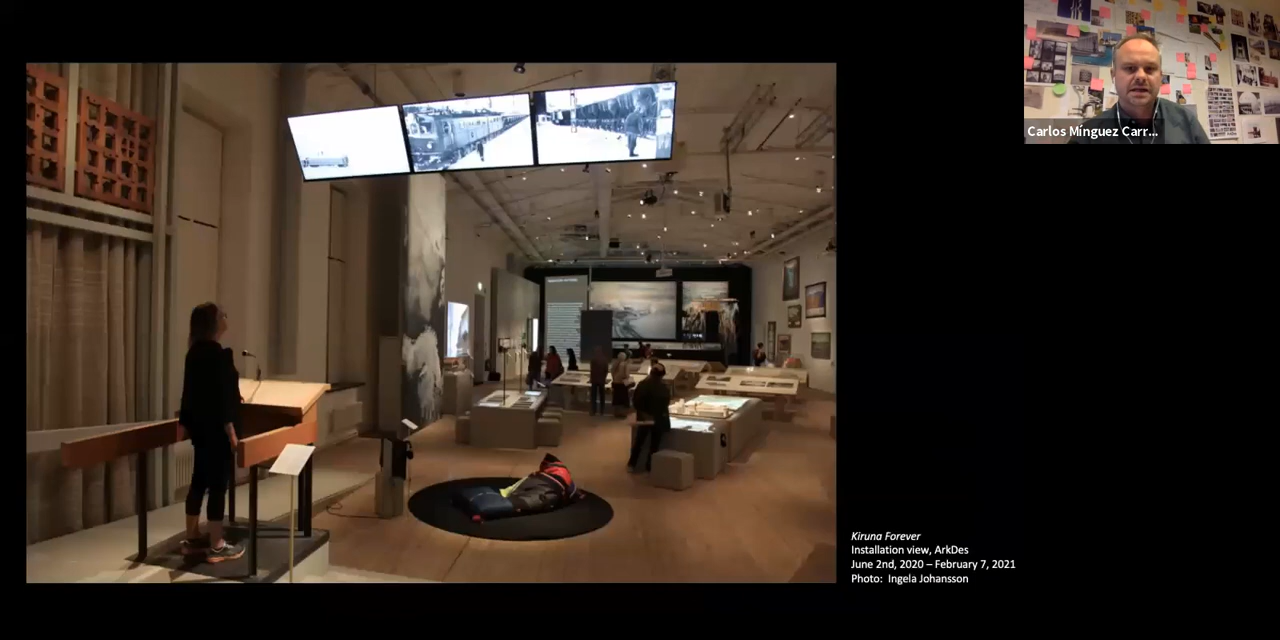 Carlos Mínguez Carr...
Kiruna Forever
Installation view, ArkDes
June 2nd, 2020 – February 7, 2021
Photo:  Ingela Johansson